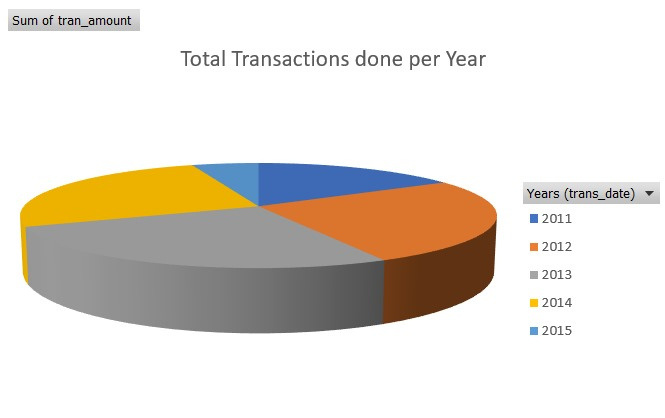 Sum of tran_amount
Total Transactions done per Year
Years (trans_date)
2011
2012
2013
2014
2015